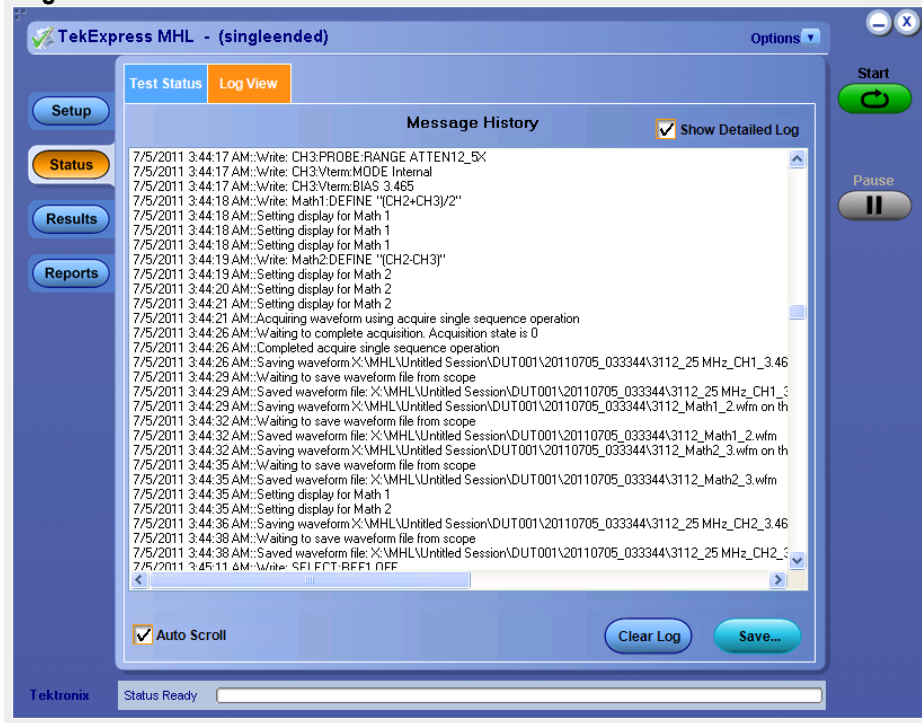 TekExpress MHL - (singleended)
Options
Test Status
Log View
Start
Setup
Message History
Show Detailed Log
Status
Pause
Results
Reports
7/5/2011 3:44:17 AM::Write: CH3:PROBE:RANGE ATTEN12_5X
7/5/2011 3:44:17 AM::Write: CH3:Vterm:MODE Internal
7/5/2011 3:44:17 AM::Write: CH3:Vterm:BIAS 3.465
7/5/2011 3:44:18 AM::Write: Math1:DEFINE "(CH2+CH3)/2"
7/5/2011 3:44:18 AM::Setting display for Math 1
7/5/2011 3:44:18 AM::Setting display for Math 1
7/5/2011 3:44:18 AM::Setting display for Math 1
7/5/2011 3:44:19 AM::Write: Math2:DEFINE "(CH2-CH3)"
7/5/2011 3:44:19 AM::Setting display for Math 2
7/5/2011 3:44:20 AM::Setting display for Math 2
7/5/2011 3:44:21 AM::Setting display for Math 2
7/5/2011 3:44:21 AM::Acquiring waveform using acquire single sequence operation
7/5/2011 3:44:26 AM::Waiting to complete acquisition. Acquisition state is 0
7/5/2011 3:44:26 AM::Completed acquire single sequence operation
7/5/2011 3:44:26 AM::Saving waveform X:\MHL\Untitled Session\DUT001\20110705_033344\3112_25 MHz_CH1_3.46
7/5/2011 3:44:29 AM::Waiting to save waveform file from scope
7/5/2011 3:44:29 AM::Saved waveform file: X:\MHL\Untitled Session\DUT001\20110705_033344\3112_25 MHz_CH1_3
7/5/2011 3:44:29 AM::Saving waveform X:\MHL\Untitled Session\DUT001\20110705_033344\3112_Math1_2.wfm on th
7/5/2011 3:44:32 AM::Waiting to save waveform file from scope
7/5/2011 3:44:32 AM::Saved waveform file: X:\MHL\Untitled Session\DUT001\20110705_033344\3112_Math1_2.wfm
7/5/2011 3:44:32 AM::Saving waveform X:\MHL\Untitled Session\DUT001\20110705_033344\3112_Math2_3.wfm on th
7/5/2011 3:44:35 AM::Waiting to save waveform file from scope
7/5/2011 3:44:35 AM::Saved waveform file: X:\MHL\Untitled Session\DUT001\20110705_033344\3112_Math2_3.wfm
7/5/2011 3:44:35 AM::Setting display for Math 1
7/5/2011 3:44:35 AM::Setting display for Math 2
7/5/2011 3:44:36 AM::Saving waveform X:\MHL\Untitled Session\DUT001\20110705_033344\3112_25 MHz_CH2_3.46
7/5/2011 3:44:38 AM::Waiting to save waveform file from scope
7/5/2011 3:44:38 AM::Saved waveform file: X:\MHL\Untitled Session\DUT001\20110705_033344\3112_25 MHz_CH2_3
7/5/2011 3:45:11 AM::Write: SELECT:REF1 OFF
Auto Scroll
Clear Log
Save...
Tektronix
Status Ready